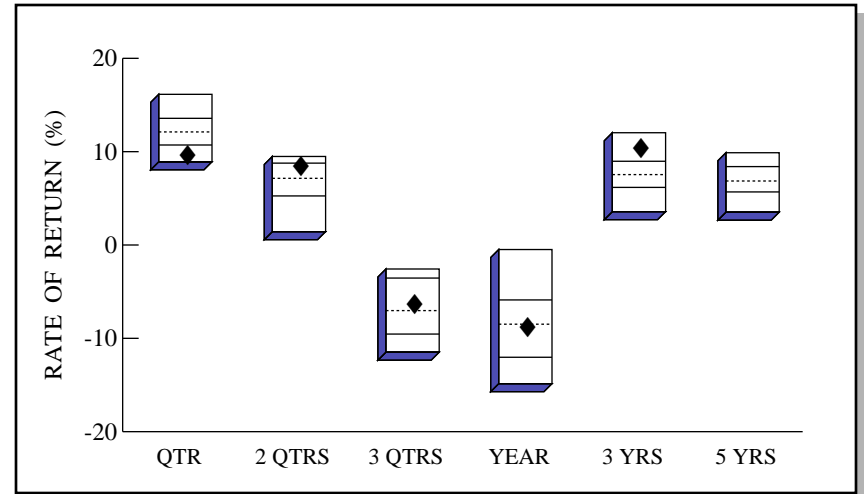 RATE OF RETURN (%)
20
10
0
-10
-20
QTR 2 QTRS 3 QTRS YEAR 3 YRS 5 YRS